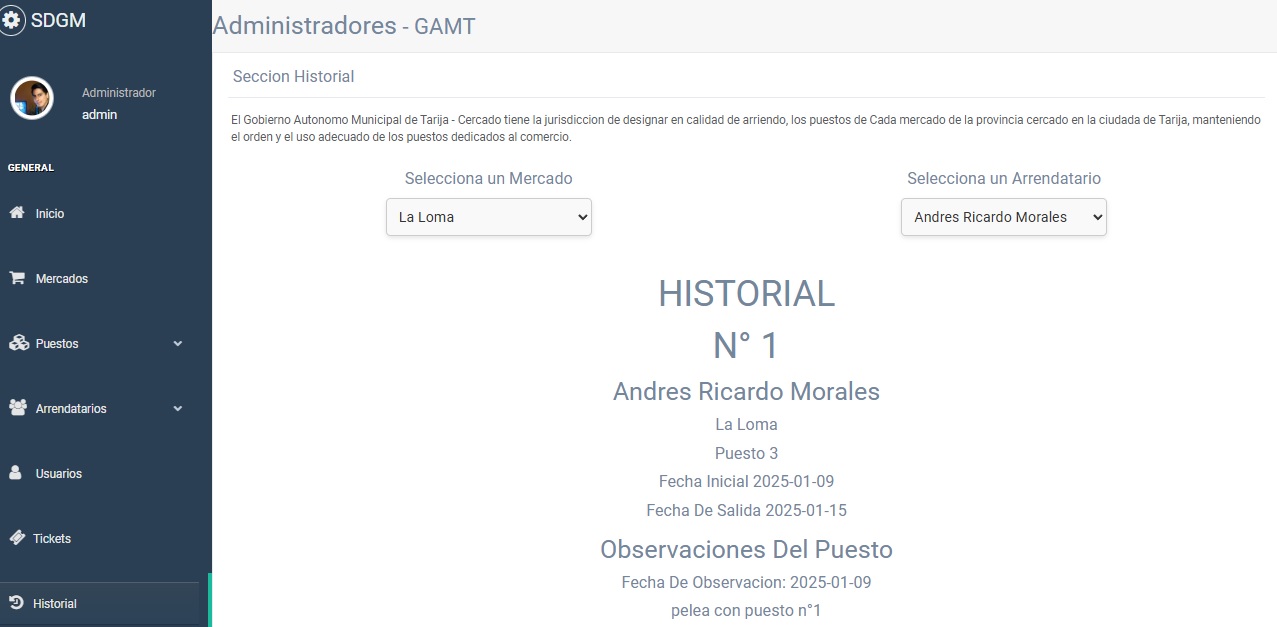 SDGM
Administrador
admin
GENERAL
Inicio
Mercados
Puestos
Arrendatarios
Usuarios
Tickets
Historial
Administradores - GAMT
Seccion Historial
El Gobierno Autonomo Municipal de Tarija - Cercado tiene la jurisdiccion de designar en calidad de arriendo, los puestos de Cada mercado de la provincia cercado en la ciudada de Tarija, manteniendo
el orden y el uso adecuado de los puestos dedicados al comercio.
Selecciona un Mercado
La Loma
Selecciona un Arrendatario
Andres Ricardo Morales
HISTORIAL
N° 1
Andres Ricardo Morales
La Loma
Puesto 3
Fecha Inicial 2025-01-09
Fecha De Salida 2025-01-15
Observaciones Del Puesto
Fecha De Observacion: 2025-01-09
pelea con puesto n°1